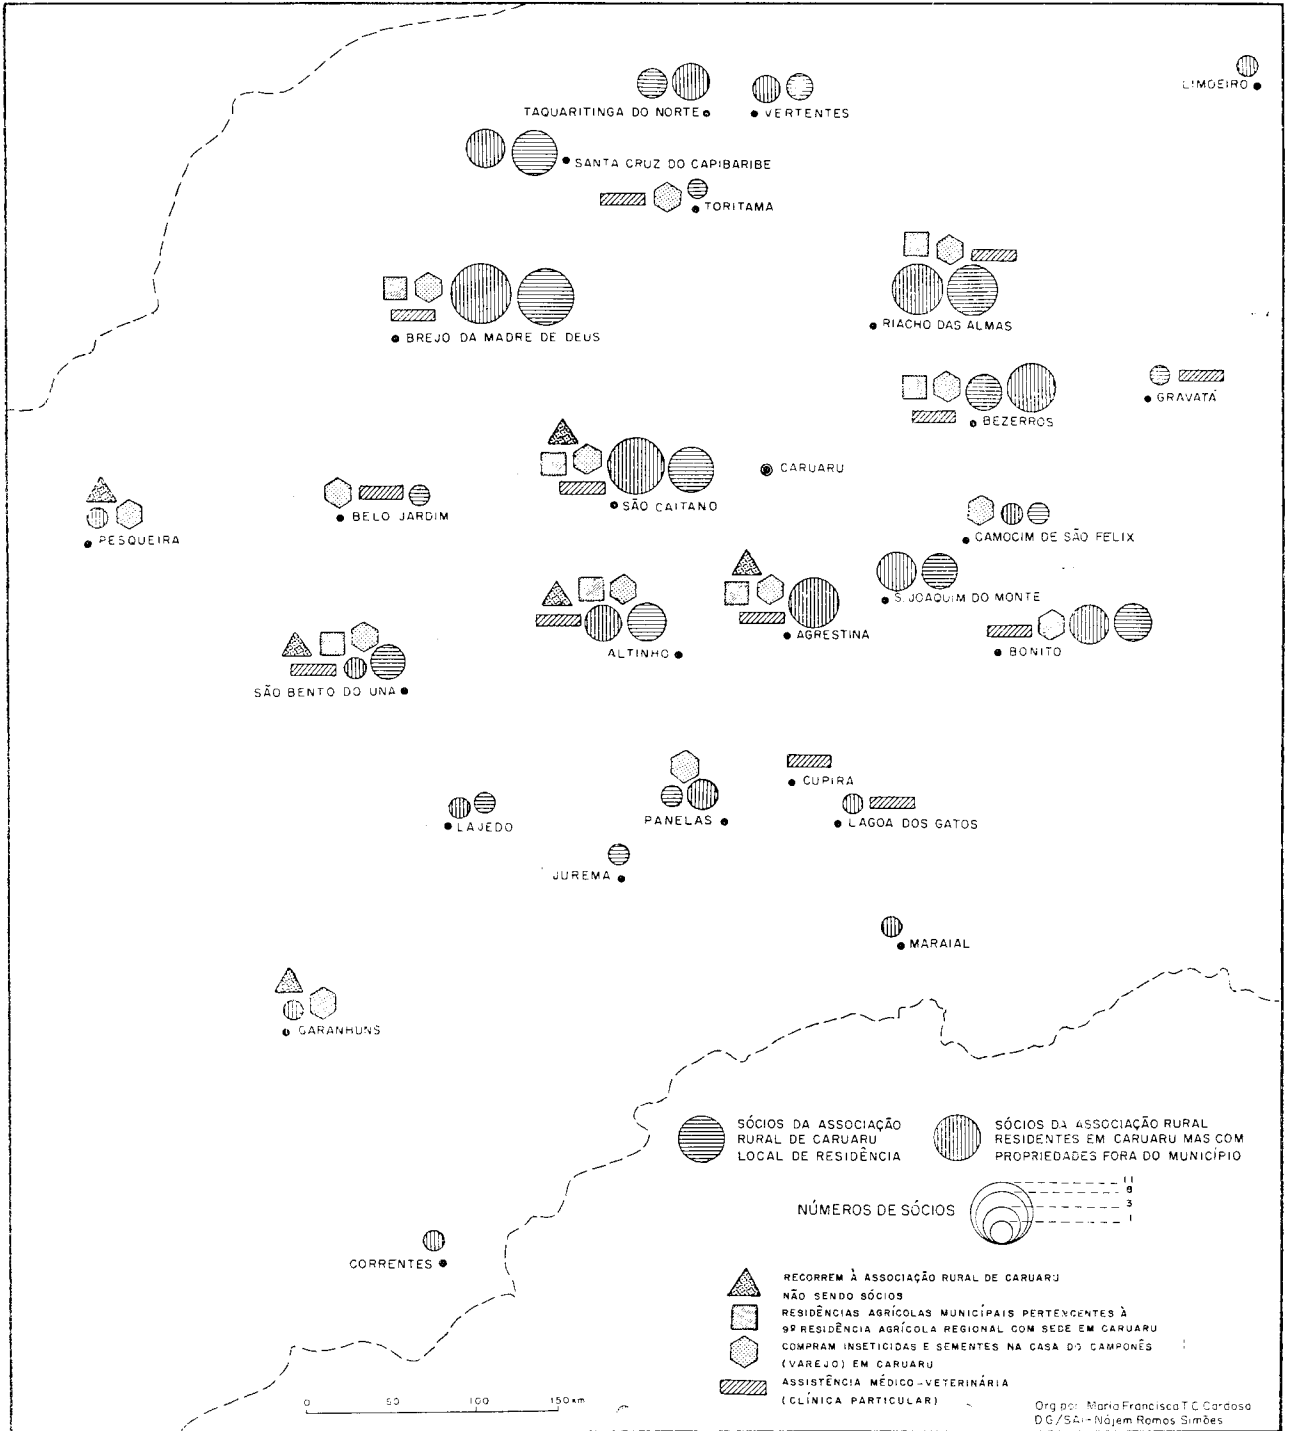 LIMOEIRO
TAQUARITINGA DO NORTE
VERTENTES
SANTA CRUZ DO CAPIBARIBE
TORITAMA
RIACHO DAS ALMAS
BREJO DA MADRE DE DEUS
GRAVATÁ
BEZERROS
CARUARU
SÃO CAITANO
BELO JARDIM
PESQUEIRA
CAMOCIM DE SÃO FELIX
S. JOAQUIM DO MONTE
AGRESTINA
ALTINHO
BONITO
SÃO BENTO DO UNA
CUPIRA
PANELAS
LAGOA DOS GATOS
LAJEDO
JUREMA
MARAIAL
GARANHUNS
CORRENTES
SÓCIOS DA ASSOCIAÇÃO
RURAL DE CARUARU
LOCAL DE RESIDÊNCIA
SÓCIOS DA ASSOCIAÇÃO RURAL
RESIDENTES EM CARUARU MAS COM
PROPRIEDADES FORA DO MUNICÍPIO
NÚMEROS DE SÓCIOS
11
8
3
1
RECORREM À ASSOCIAÇÃO RURAL DE CARUARU
NÃO SENDO SÓCIOS
RESIDÊNCIAS AGRÍCOLAS MUNICIPAIS PERTENCENTES À
9ª RESIDÊNCIA AGRÍCOLA REGIONAL COM SEDE EM CARUARU
COMPRAM INSETICIDAS E SEMENTES NA CASA DO CAMPONÊS
(VAREJO) EM CARUARU
ASSISTÊNCIA MÉDICO-VETERINÁRIA
(CLÍNICA PARTICULAR)
0 50 100 150 km
Org por Maria Francisca T C Cardoso
DG/SAI-Nájem Ramos Simões